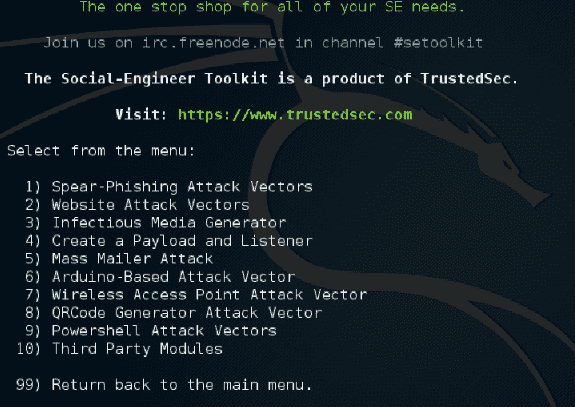 The one stop shop for all of your SE needs.
Join us on irc.freenode.net in channel #setoolkit
The Social-Engineer Toolkit is a product of TrustedSec.
Visit: https://www.trustedsec.com
Select from the menu:
1) Spear-Phishing Attack Vectors
2) Website Attack Vectors
3) Infectious Media Generator
4) Create a Payload and Listener
5) Mass Mailer Attack
6) Arduino-Based Attack Vector
7) Wireless Access Point Attack Vector
8) QRCode Generator Attack Vector
9) Powershell Attack Vectors
10) Third Party Modules
99) Return back to the main menu.